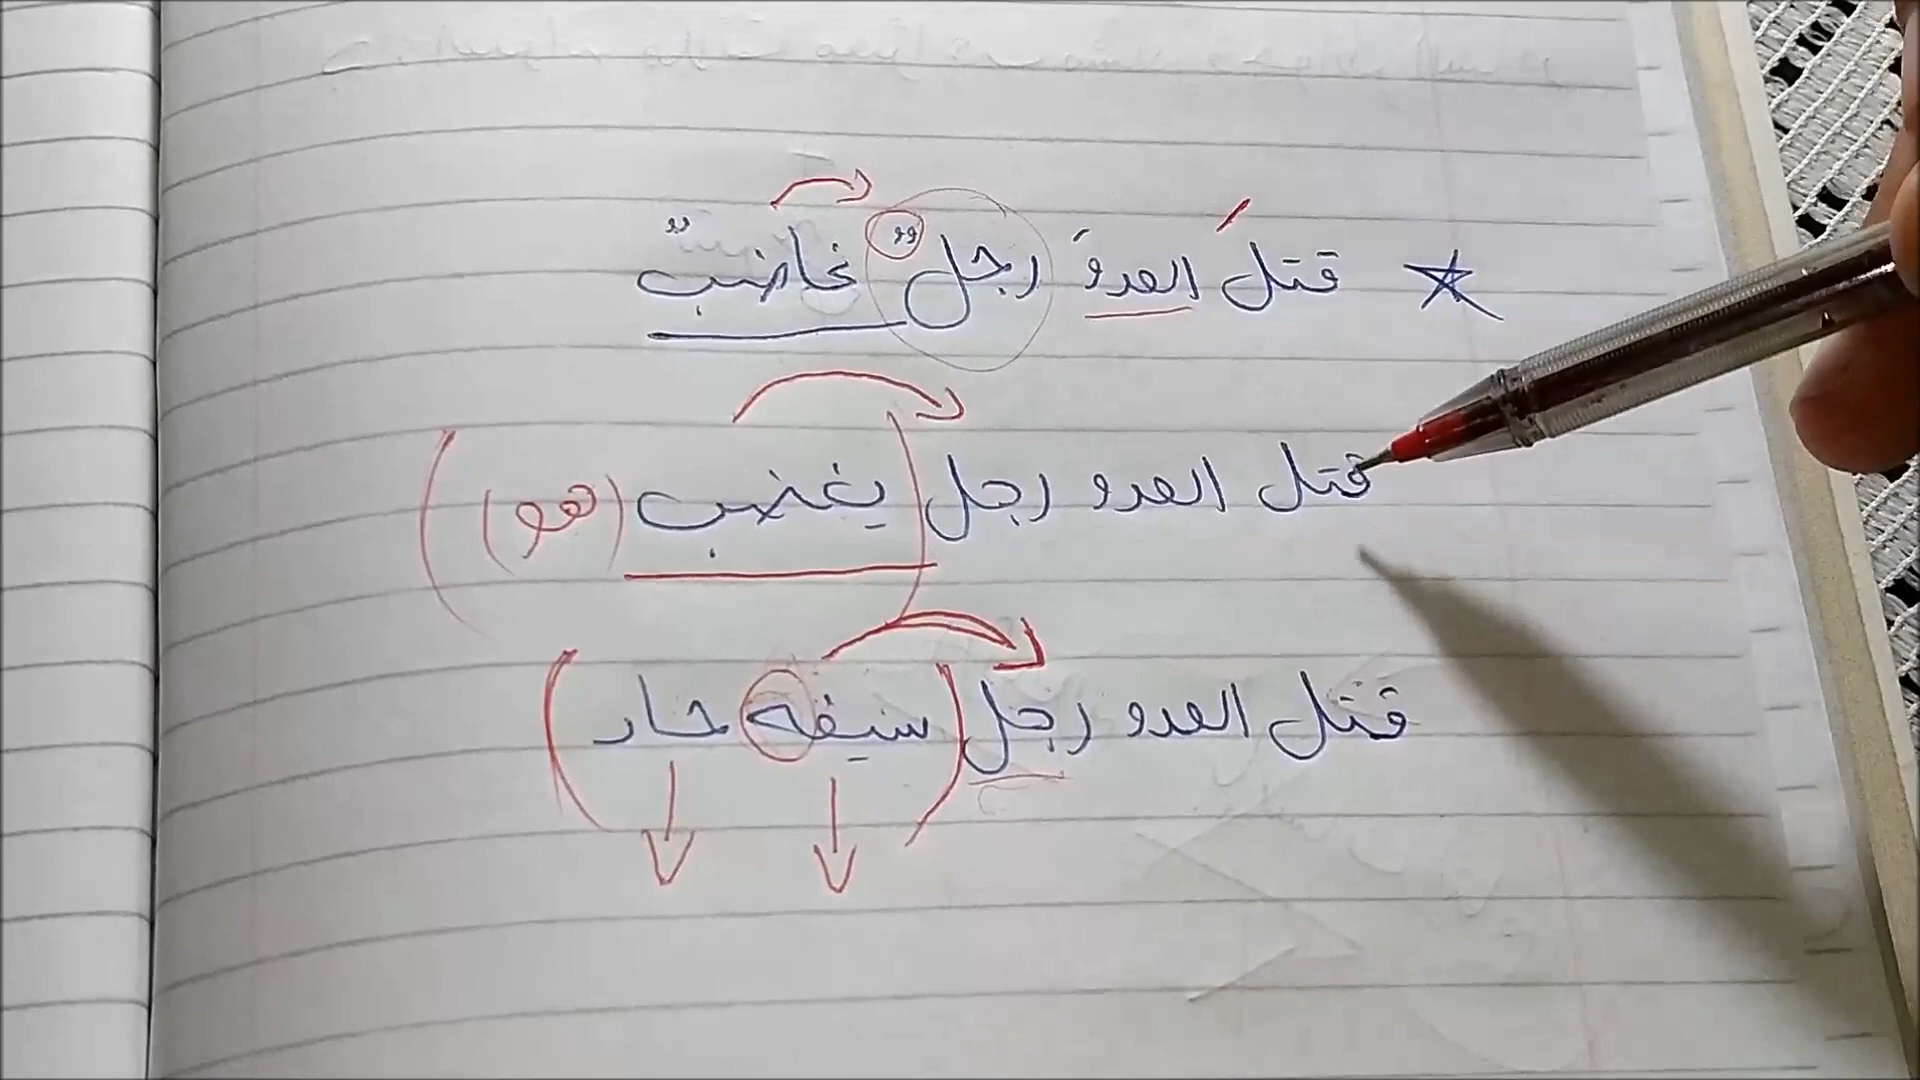 قتل العدوَ رجلٌ غاضبٌ
قتل العدو رجل (يغضب (هو))
قتل العدو رجل (سيفه حاد)